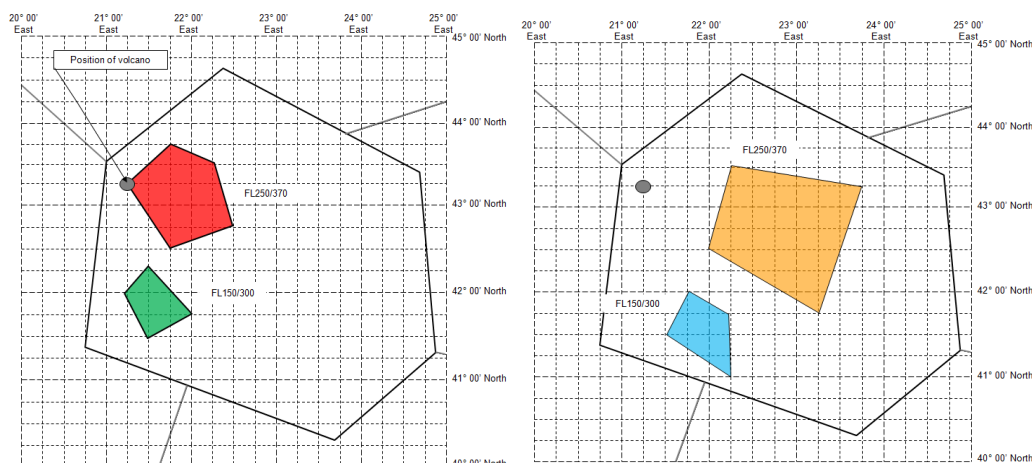 20° 00' East
21° 00' East
22° 00' East
23° 00' East
24° 00' East
25° 00' East
45° 00' North
Position of volcano
44° 00' North
FL250/370
43° 00' North
FL150/300
42° 00' North
41° 00' North
40° 00' North
20° 00' East
21° 00' East
22° 00' East
23° 00' East
24° 00' East
25° 00' East
45° 00' North
44° 00' North
FL250/370
43° 00' North
42° 00' North
FL150/300
41° 00' North
40° 00' North